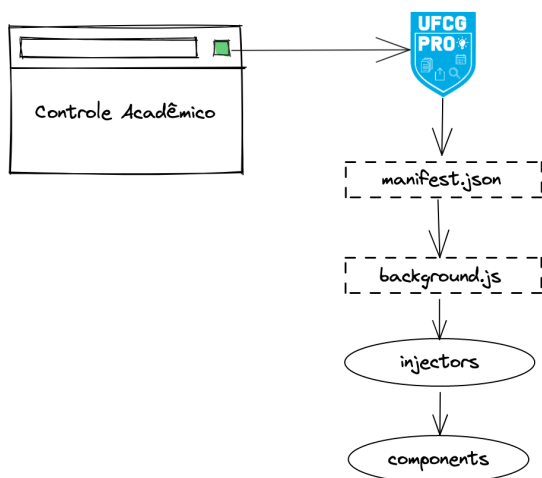 UFCG
PRO
Controle Acadêmico
manifest.json
background.js
injectors
components